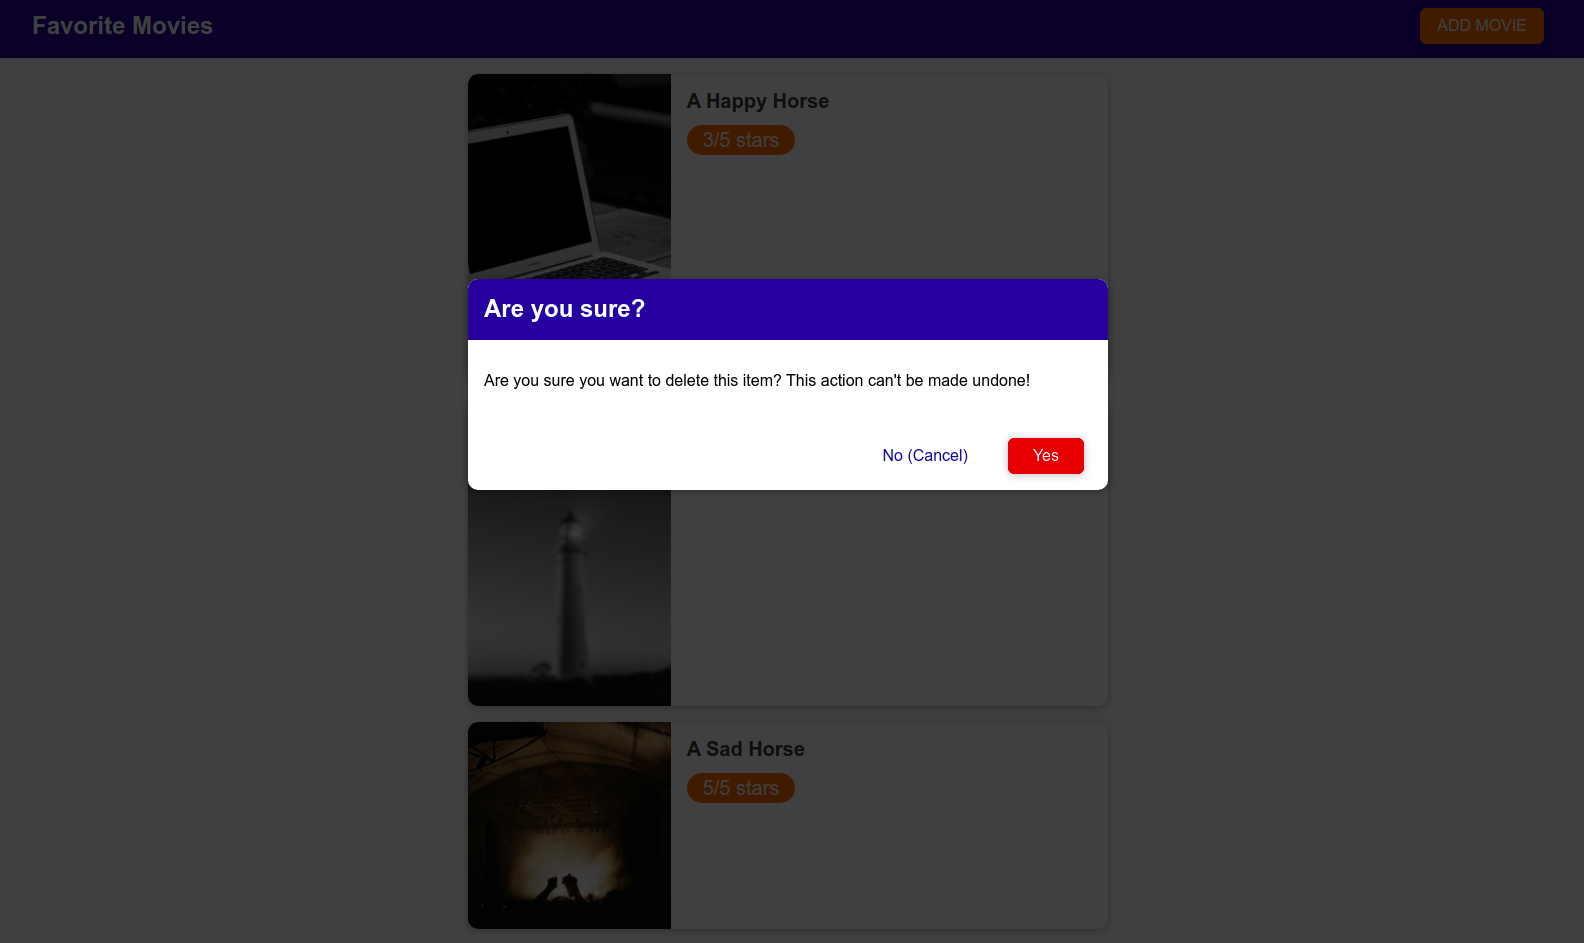 Favorite Movies
ADD MOVIE
A Happy Horse
3/5 stars
Are you sure?
Are you sure you want to delete this item? This action can't be made undone!
No (Cancel)
Yes
A Sad Horse
5/5 stars